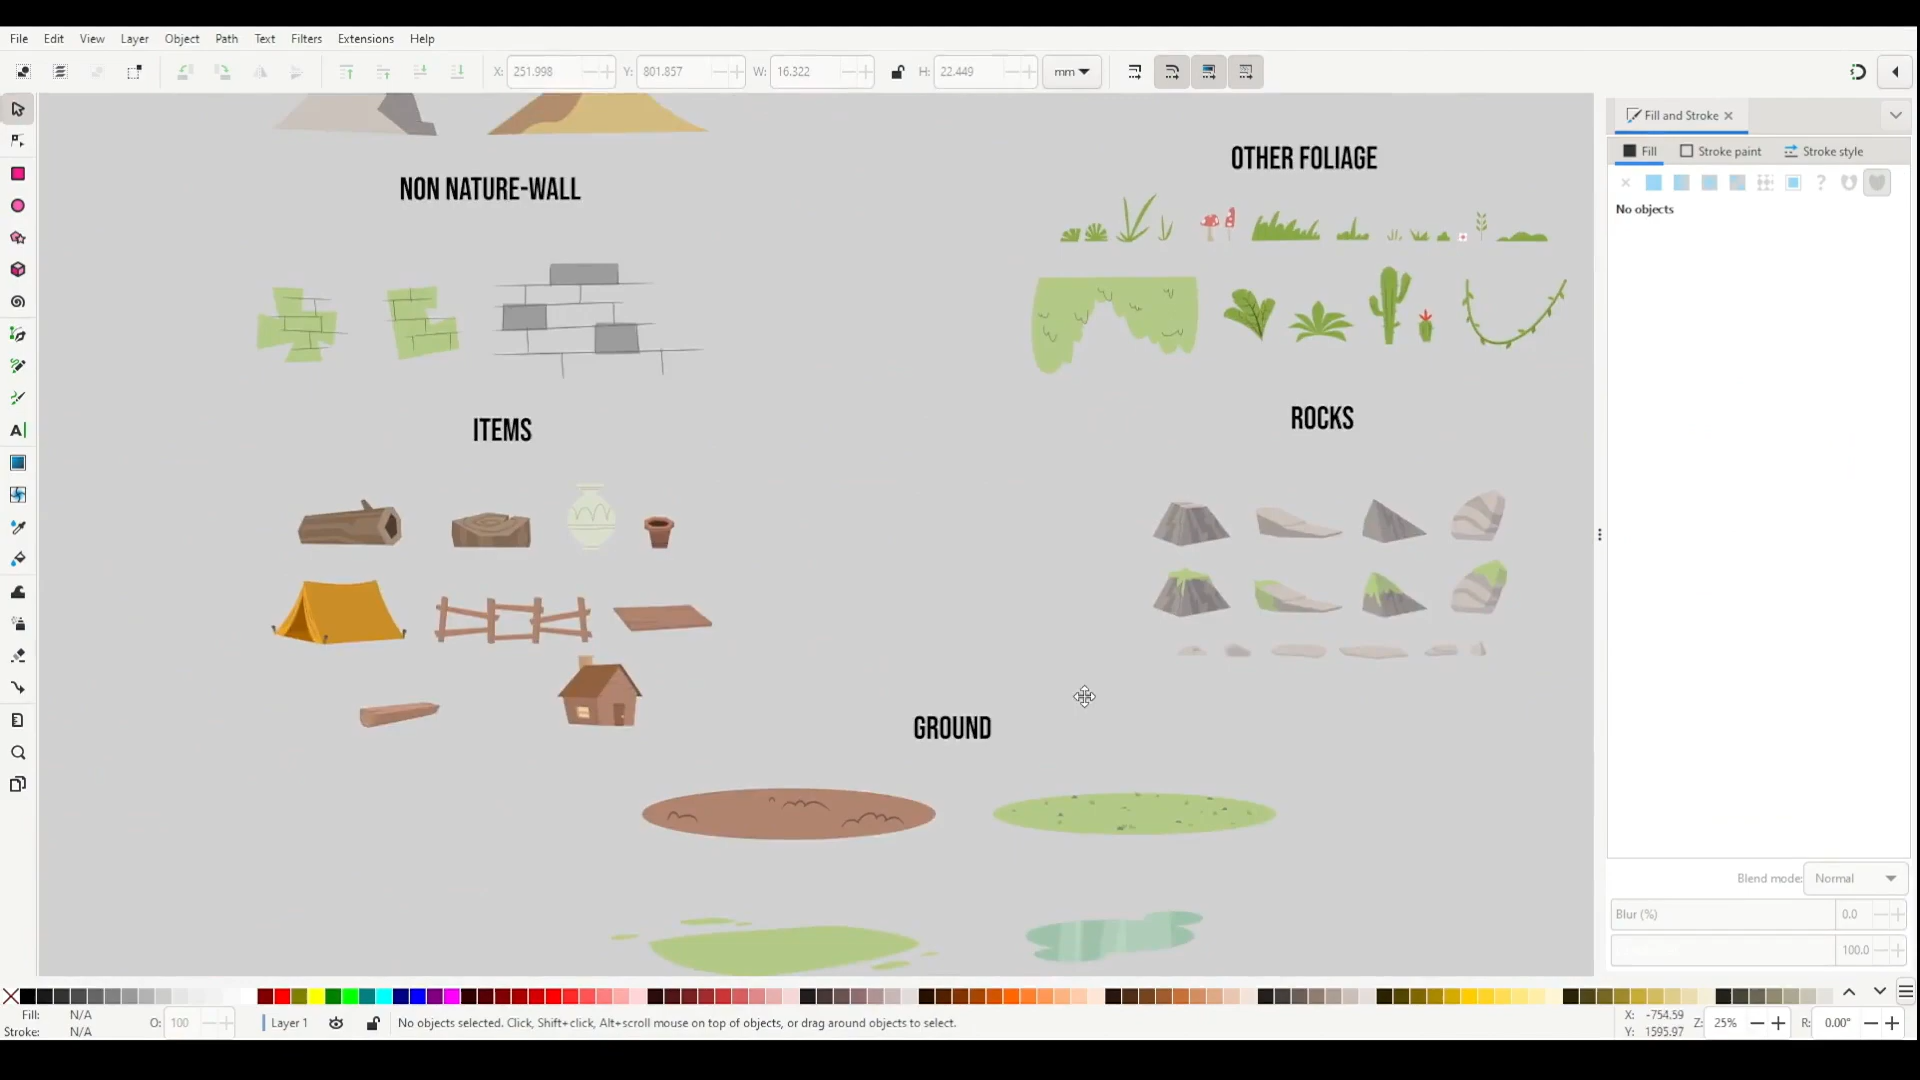 File Edit View Layer Object Path Text Filters Extensions Help
X: 251.998 Y: 801.857 W: 16.322 H: 22.449 mm
Fill and Stroke
Fill Stroke paint Stroke style
No objects
OTHER FOLIAGE
NON NATURE-WALL
ITEMS
ROCKS
GROUND
Blend mode: Normal
Blur (%) 0.0
100.0
Fill: N/A
Stroke: N/A
O: 100
Layer 1
No objects selected. Click, Shift+click, Alt+scroll mouse on top of objects, or drag around objects to select.
X: -754.59
Y: 1595.97
Z: 25%
R: 0.00°